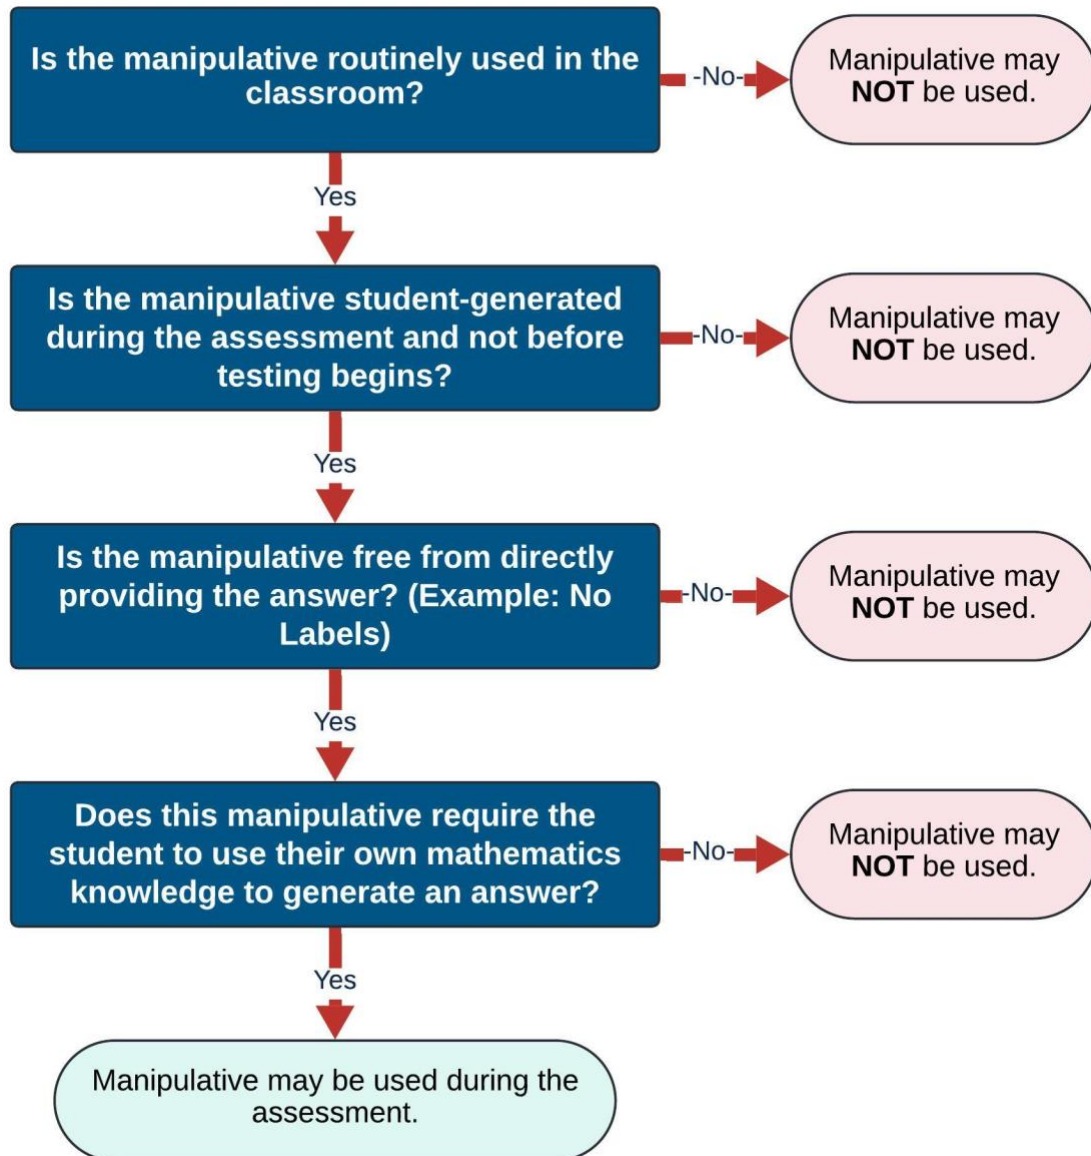 Is the manipulative routinely used in the
classroom?
-No-
Manipulative may
NOT be used.
Yes
Is the manipulative student-generated
during the assessment and not before
testing begins?
-No-
Manipulative may
NOT be used.
Yes
Is the manipulative free from directly
providing the answer? (Example: No
Labels)
-No-
Manipulative may
NOT be used.
Yes
Does this manipulative require the
student to use their own mathematics
knowledge to generate an answer?
-No-
Manipulative may
NOT be used.
Yes
Manipulative may be used during the
assessment.